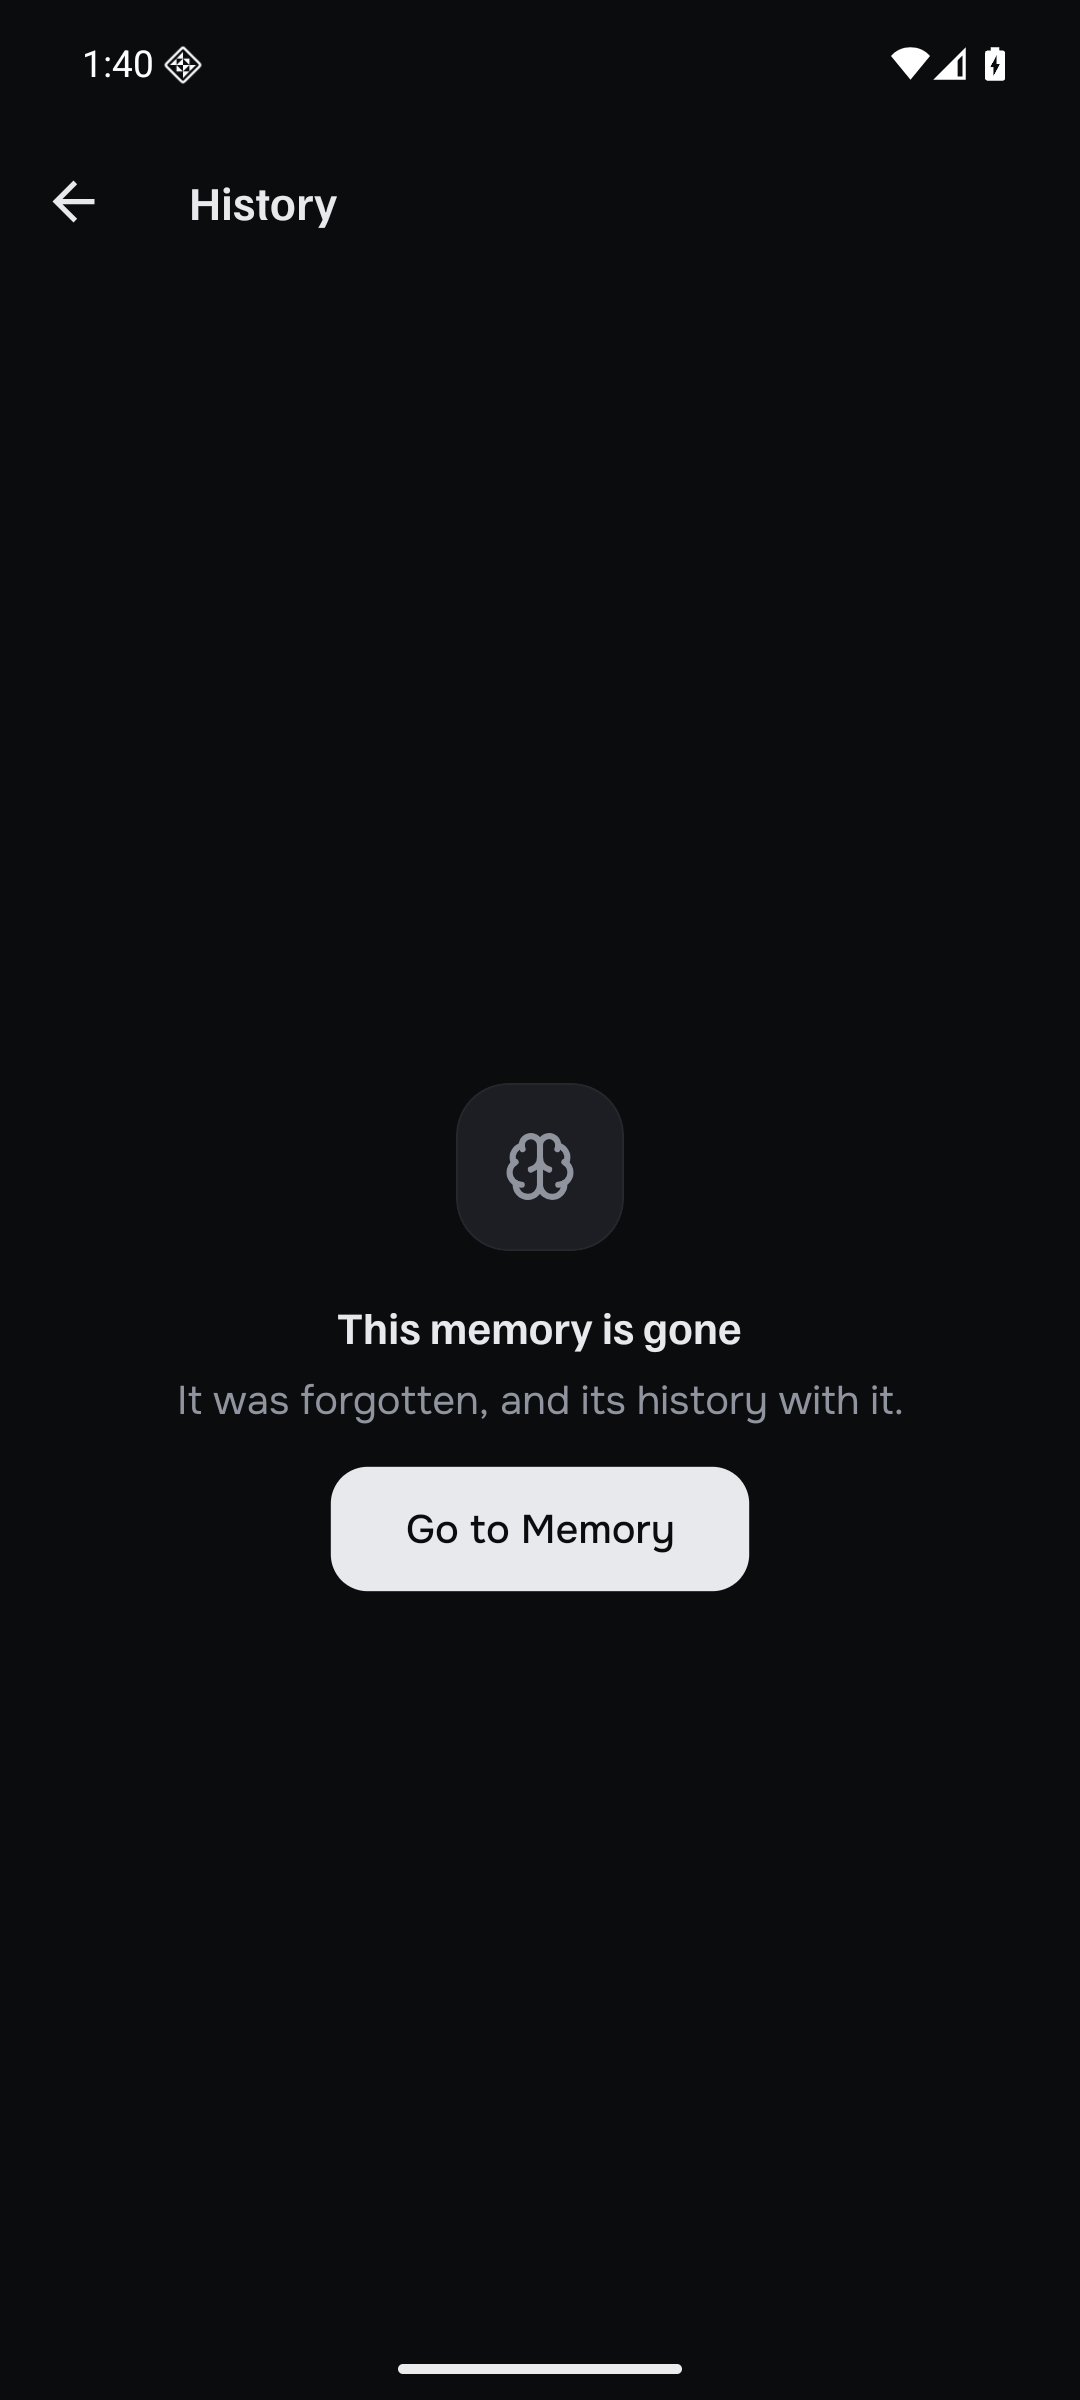 1:40
History
This memory is gone
It was forgotten, and its history with it.
Go to Memory